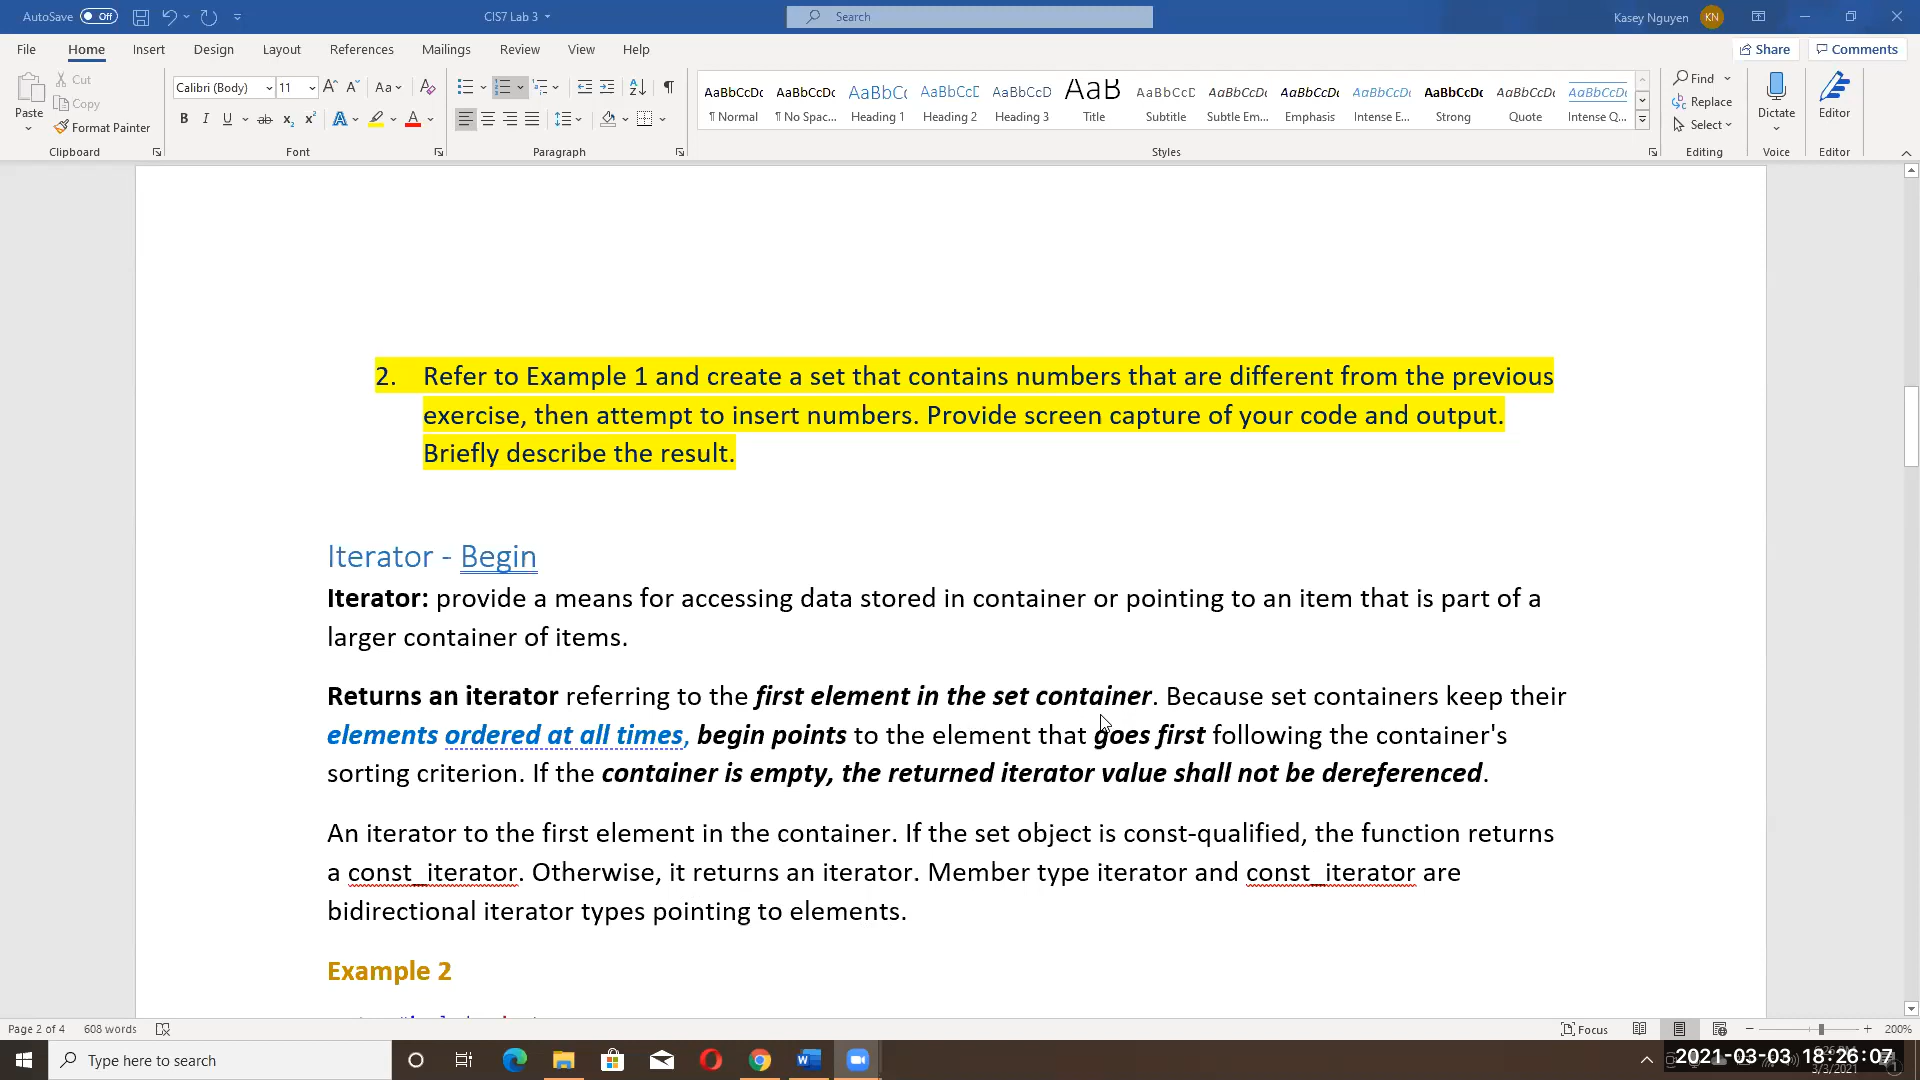 AutoSave Off CIS7 Lab 3 Search Kasey Nguyen KN
File Home Insert Design Layout References Mailings Review View Help Share Comments
Paste Cut Copy Format Painter Clipboard
Calibri (Body) 11 Aa Font
Paragraph
AaBbCcDc AaBbCcDc AaBbCc AaBbCcD AaBbCcD AaB AaBbCcD AaBbCcDc AaBbCcDc AaBbCcDc AaBbCcDc AaBbCcDc AaBbCcDc
¶ Normal ¶ No Spac... Heading 1 Heading 2 Heading 3 Title Subtitle Subtle Em... Emphasis Intense E... Strong Quote Intense Q...
Styles
Find Replace Select Editing
Dictate Voice
Editor Editor
2. Refer to Example 1 and create a set that contains numbers that are different from the previous
exercise, then attempt to insert numbers. Provide screen capture of your code and output.
Briefly describe the result.
Iterator - Begin
Iterator: provide a means for accessing data stored in container or pointing to an item that is part of a
larger container of items.
Returns an iterator referring to the first element in the set container. Because set containers keep their
elements ordered at all times, begin points to the element that goes first following the container's
sorting criterion. If the container is empty, the returned iterator value shall not be dereferenced.
An iterator to the first element in the container. If the set object is const-qualified, the function returns
a const_iterator. Otherwise, it returns an iterator. Member type iterator and const_iterator are
bidirectional iterator types pointing to elements.
Example 2
Page 2 of 4 608 words Focus 200%
Type here to search
2021-03-03 18:26:07
3/3/2021